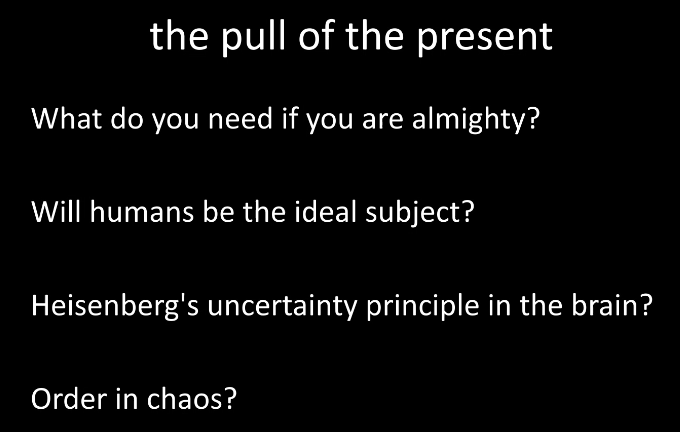 the pull of the present
What do you need if you are almighty?
Will humans be the ideal subject?
Heisenberg's uncertainty principle in the brain?
Order in chaos?